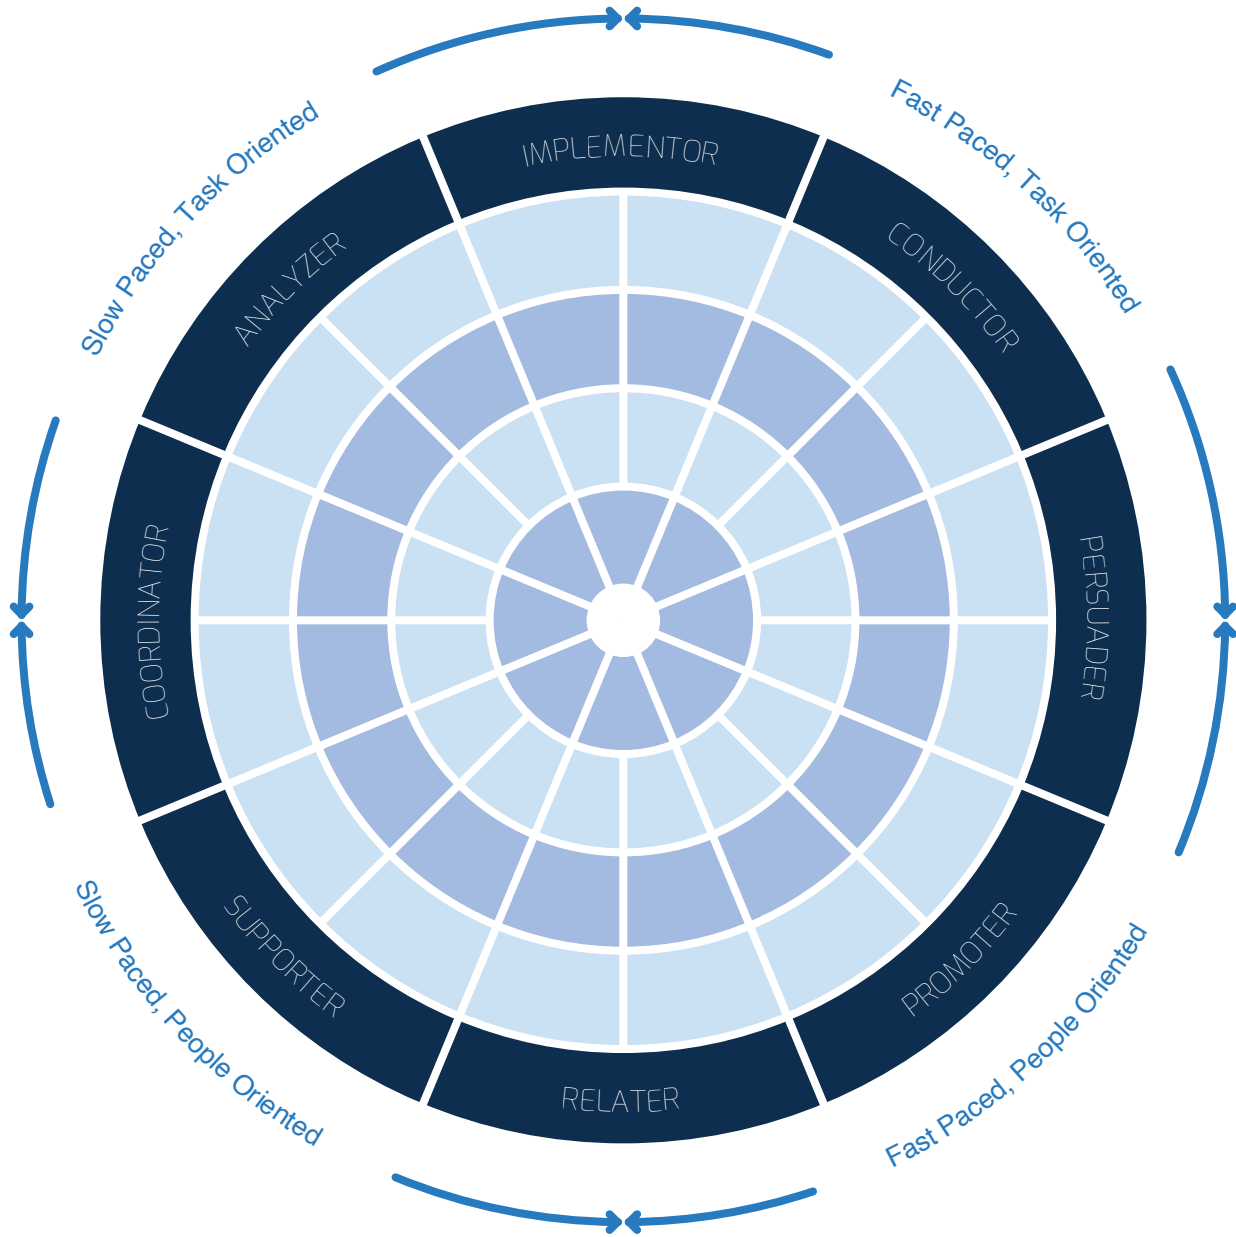 Slow Paced, Task Oriented
Fast Paced, Task Oriented
IMPLEMENTOR
ANALYZER
CONDUCTOR
COORDINATOR
PERSUADER
SUPPORTER
PROMOTER
RELATER
Slow Paced, People Oriented
Fast Paced, People Oriented